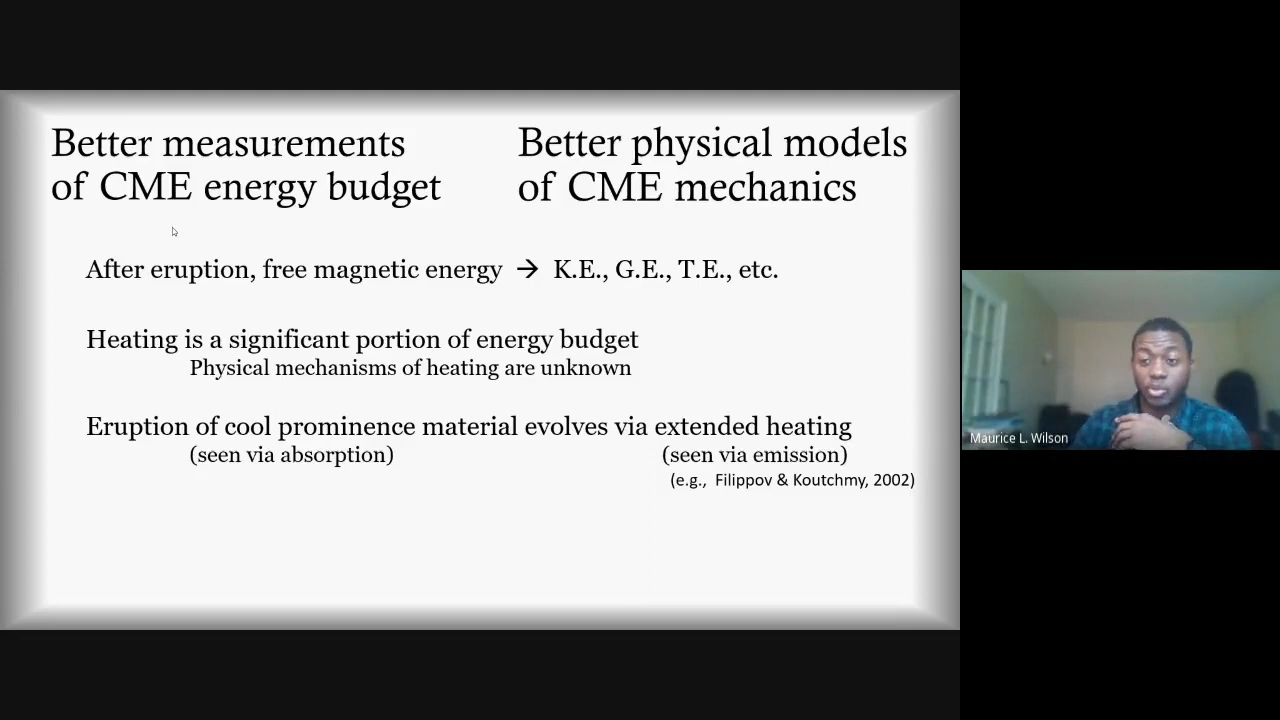 Better measurements
of CME energy budget
Better physical models
of CME mechanics
After eruption, free magnetic energy → K.E., G.E., T.E., etc.
Heating is a significant portion of energy budget
Physical mechanisms of heating are unknown
Eruption of cool prominence material evolves via extended heating
(seen via absorption) (seen via emission)
(e.g., Filippov & Koutchmy, 2002)
Maurice L. Wilson